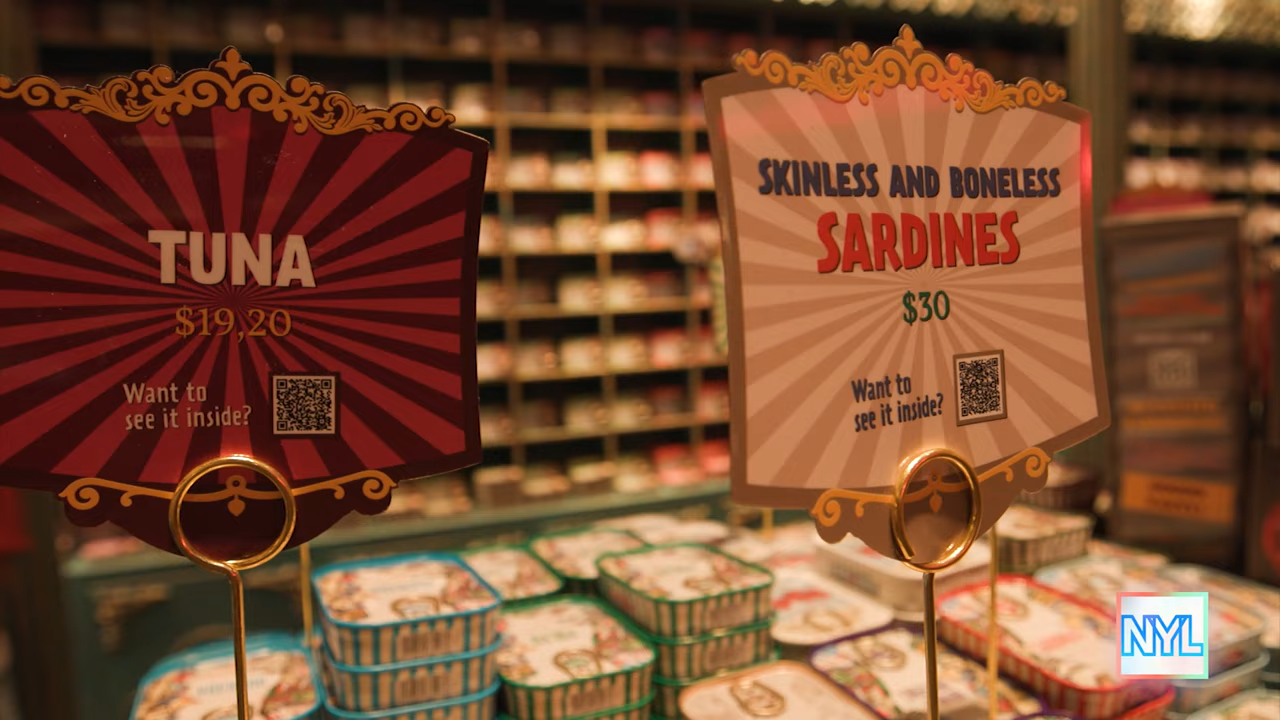 TUNA
$19,20
Want to
see it inside?
SKINLESS AND BONELESS
SARDINES
$30
Want to
see it inside?
NYL